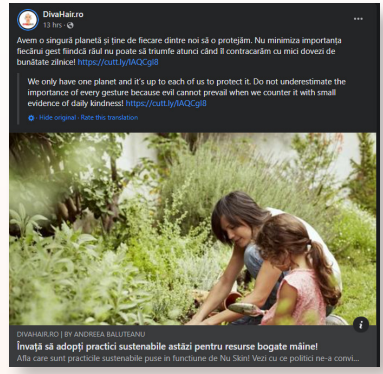 DivaHair.ro
13 hrs ·
Avem o singură planetă și ține de fiecare dintre noi să o protejăm. Nu minimiza importanța
fiecărui gest fiindcă răul nu poate să triumfe atunci când îl contracarăm cu mici dovezi de
bunătate zilnice! https://cutt.ly/lAQCgI8
We only have one planet and it's up to each of us to protect it. Do not underestimate the
importance of every gesture because evil cannot prevail when we counter it with small
evidence of daily kindness! https://cutt.ly/lAQCgI8
· Hide original · Rate this translation
DIVAHAIR.RO | BY ANDREEA BALUTEANU
Învață să adopți practici sustenabile astăzi pentru resurse bogate mâine!
Afla care sunt practicile sustenabile puse in functiune de Nu Skin! Vezi cu ce politici ne-a convi...